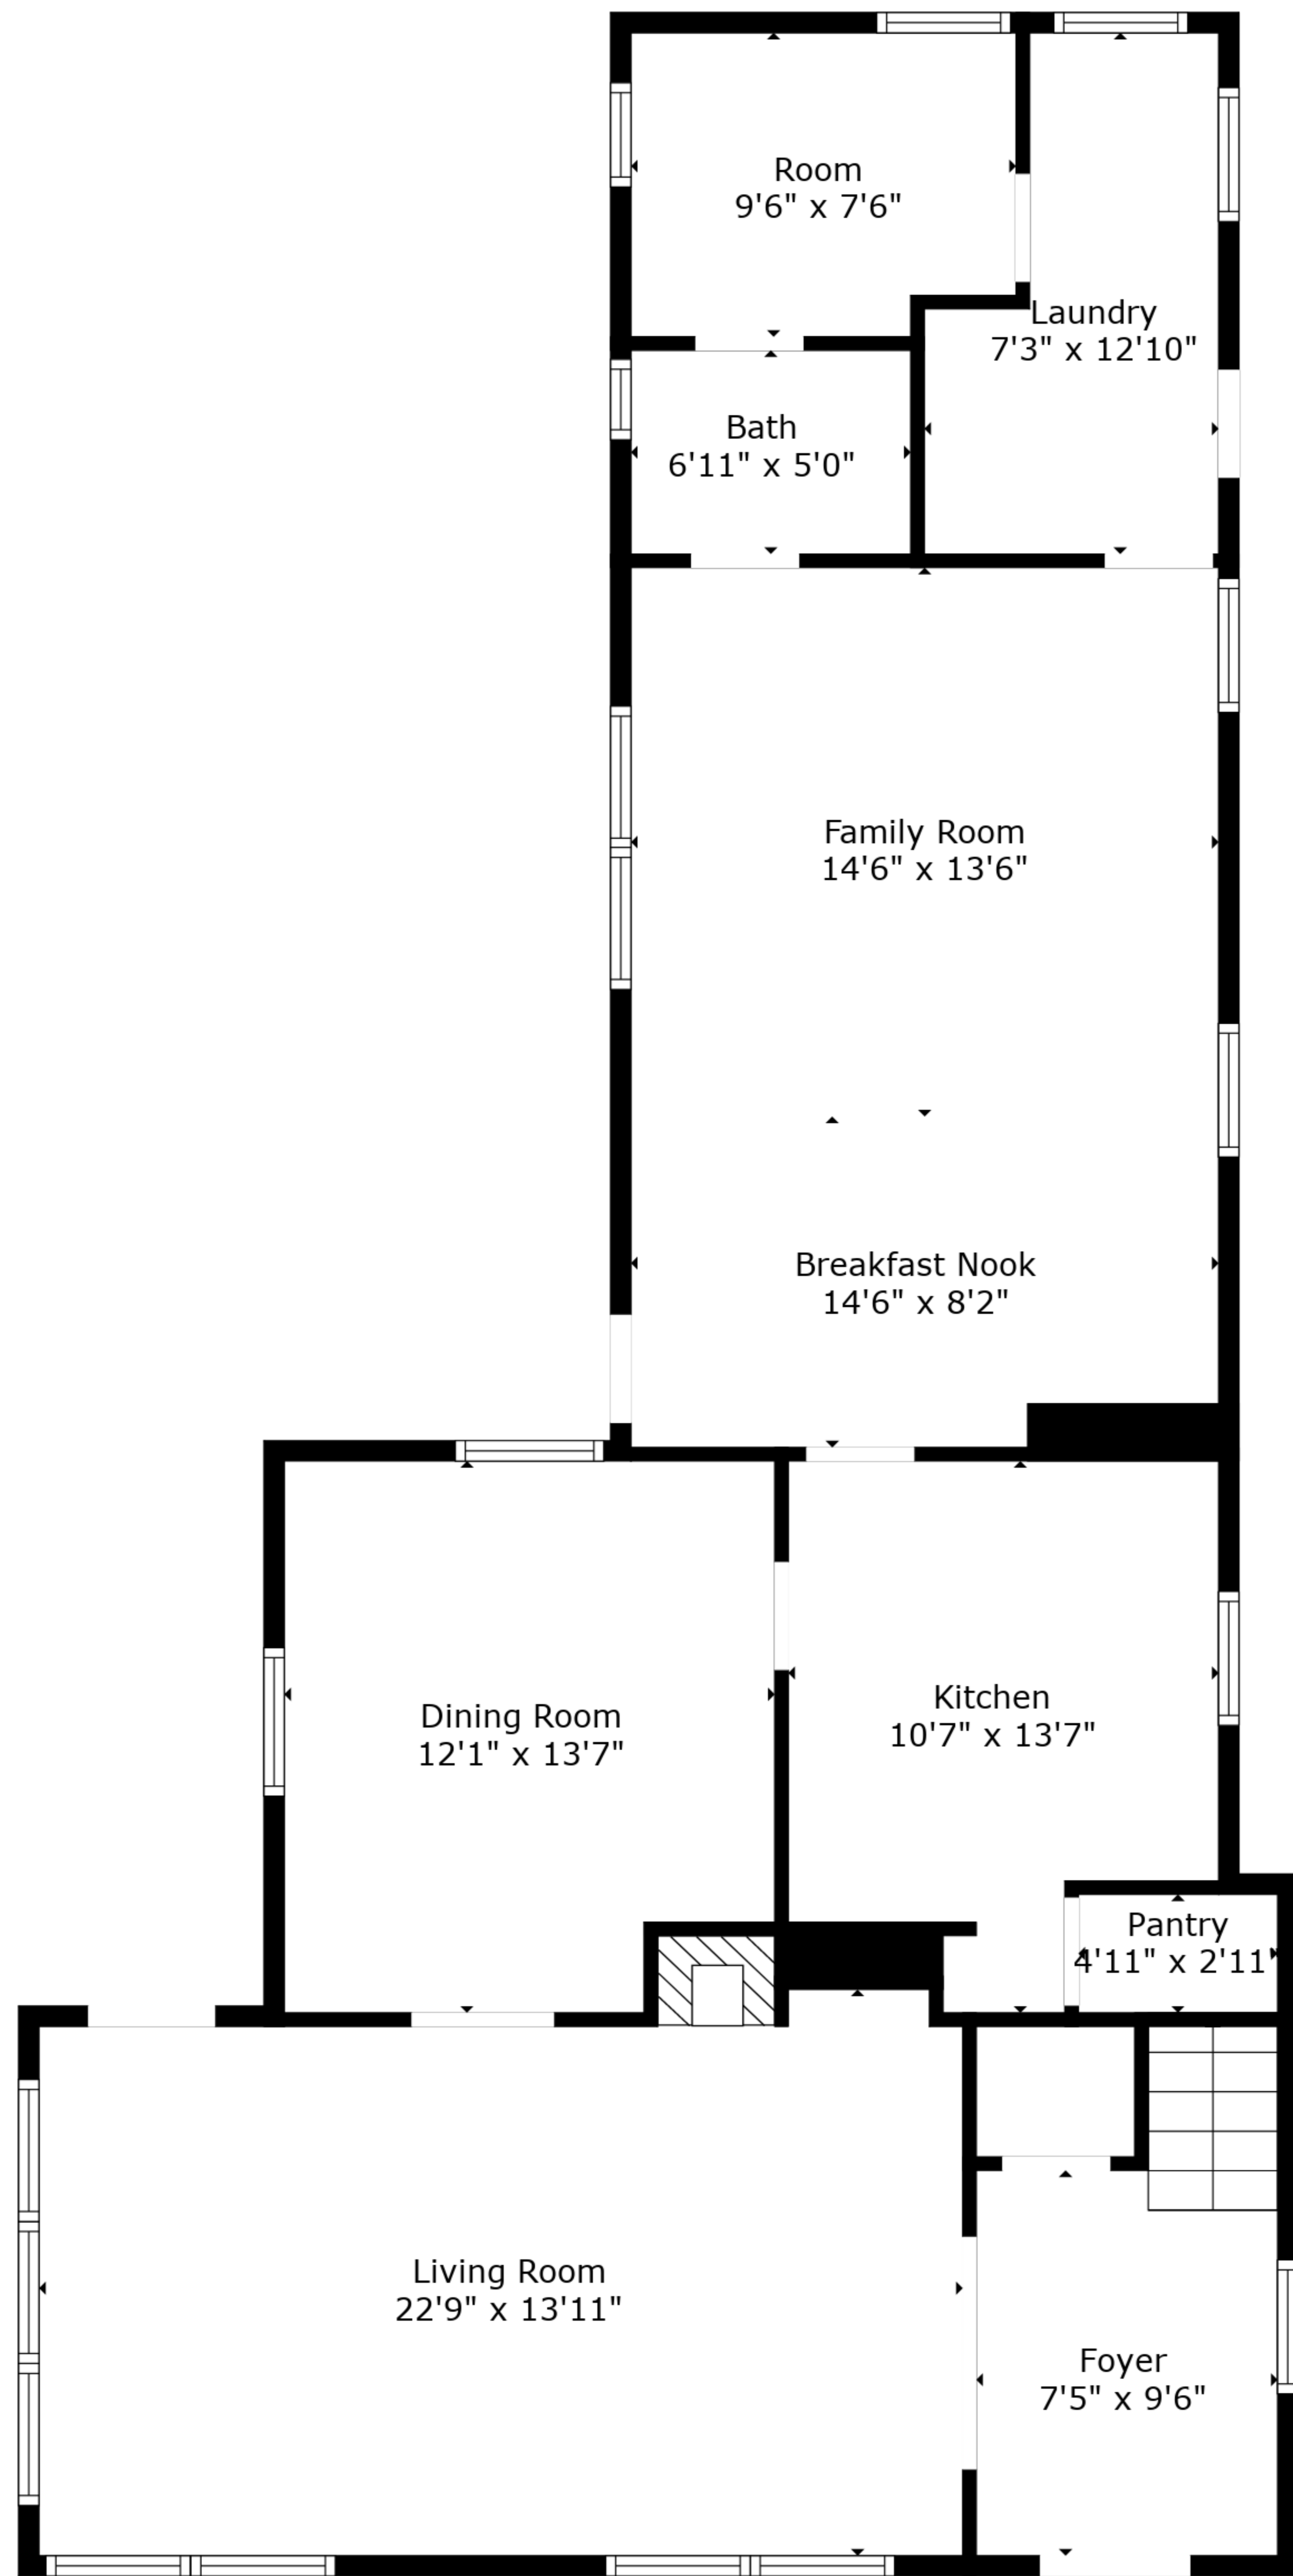 Room
9'6" x 7'6"
Laundry
7'3" x 12'10"
Bath
6'11" x 5'0"
Family Room
14'6" x 13'6"
Breakfast Nook
14'6" x 8'2"
Kitchen
10'7" x 13'7"
Dining Room
12'1" x 13'7"
Pantry
4'11" x 2'11"
Living Room
22'9" x 13'11"
Foyer
7'5" x 9'6"